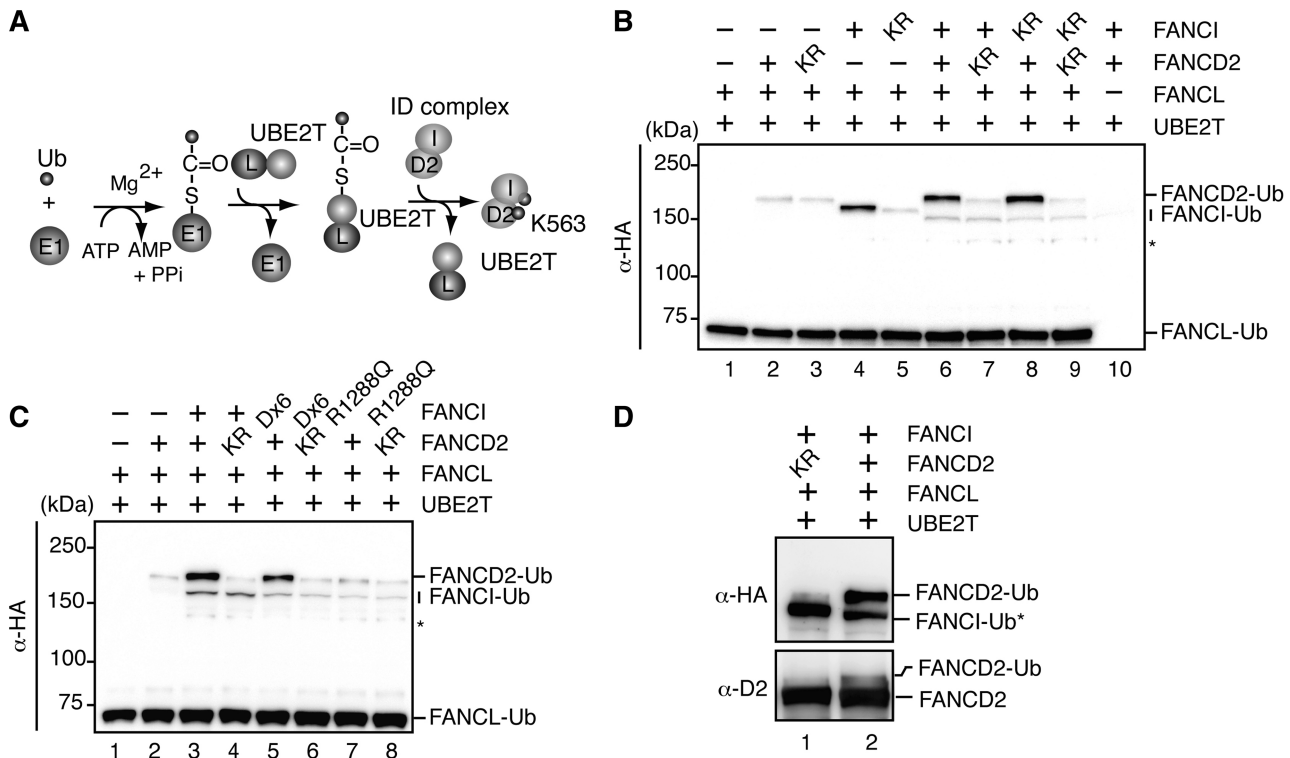 A
Ub
+
E1
Mg2+
ATP
AMP
+ PPi
C=O
S
E1
UBE2T
L
E1
C=O
S
UBE2T
L
ID complex
I
D2
I
D2
K563
UBE2T
L
B
− − − + KR + + KR KR + FANCI
− + KR − − + KR + KR + FANCD2
+ + + + + + + + + − FANCL
+ + + + + + + + + + UBE2T
(kDa)
250
150
100
75
α-HA
FANCD2-Ub
FANCI-Ub
*
FANCL-Ub
1 2 3 4 5 6 7 8 9 10
C
− − + + Dx6 Dx6 R1288Q R1288Q FANCI
− + + KR + KR + KR FANCD2
+ + + + + + + + FANCL
+ + + + + + + + UBE2T
(kDa)
250
150
100
75
α-HA
FANCD2-Ub
FANCI-Ub
*
FANCL-Ub
1 2 3 4 5 6 7 8
D
+ + FANCI
KR + FANCD2
+ + FANCL
+ + UBE2T
α-HA
FANCD2-Ub
FANCI-Ub*
α-D2
FANCD2-Ub
FANCD2
1 2